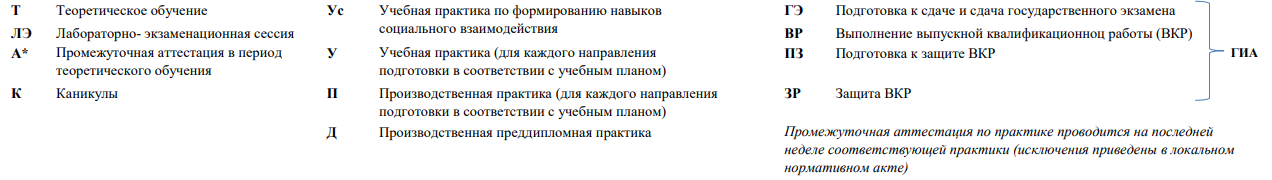 Т Теоретическое обучение
ЛЭ Лабораторно- экзаменационная сессия
А* Промежуточная аттестация в период
теоретического обучения
К Каникулы
Ус Учебная практика по формированию навыков
социального взаимодействия
У Учебная практика (для каждого направления
подготовки в соответствии с учебным планом)
П Производственная практика (для каждого направления
подготовки в соответствии с учебным планом)
Д Производственная преддипломная практика
ГЭ Подготовка к сдаче и сдача государственного экзамена
ВР Выполнение выпускной квалификационоц работы (ВКР)
ПЗ Подготовка к защите ВКР
ЗР Защита ВКР
ГИА
Промежуточная аттестация по практике проводится на последней
неделе соответствующей практики (исключения приведены в локальном
нормативном акте)